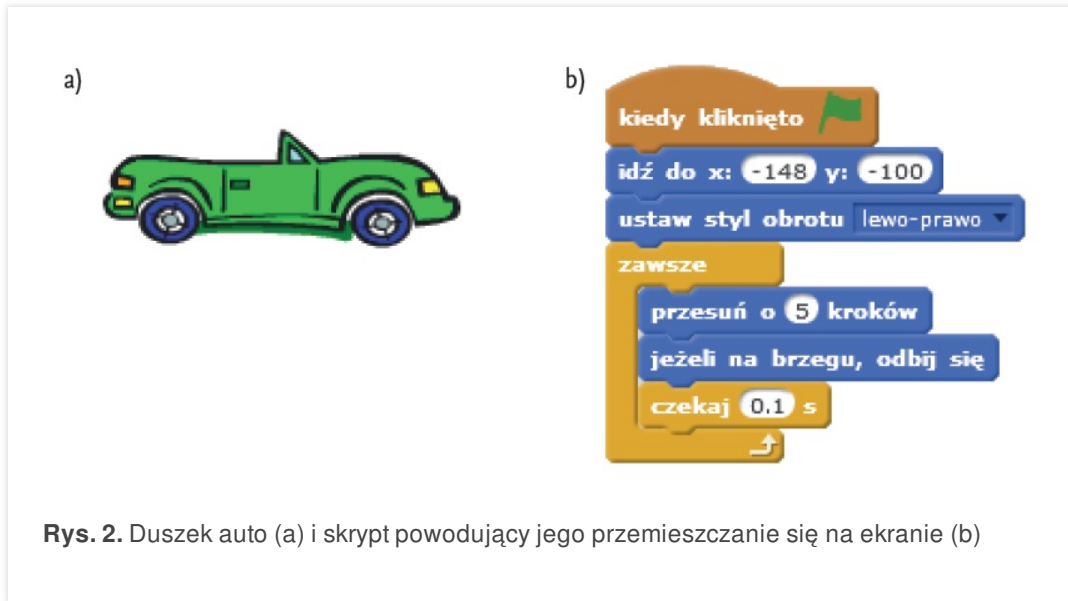 a)
b)
kiedy kliknięto
idź do x: -148 y: -100
ustaw styl obrotu lewo-prawo
zawsze
przesuń o 5 kroków
jeżeli na brzegu, odbij się
czekaj 0.1 s
Rys. 2. Duszek auto (a) i skrypt powodujący jego przemieszczanie się na ekranie (b)